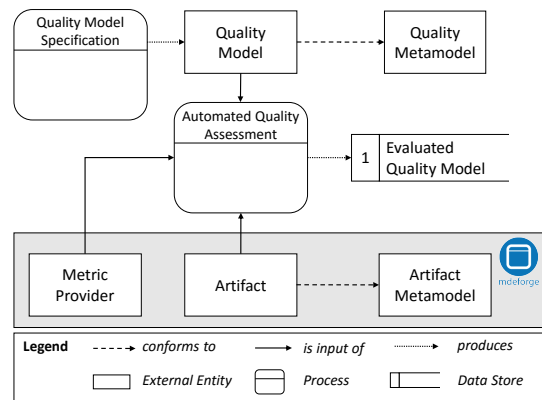 Quality Model
Specification
Quality
Model
Quality
Metamodel
Automated Quality
Assessment
1
Evaluated
Quality Model
Metric
Provider
Artifact
Artifact
Metamodel
mdeforge
Legend
conforms to
is input of
produces
External Entity
Process
Data Store